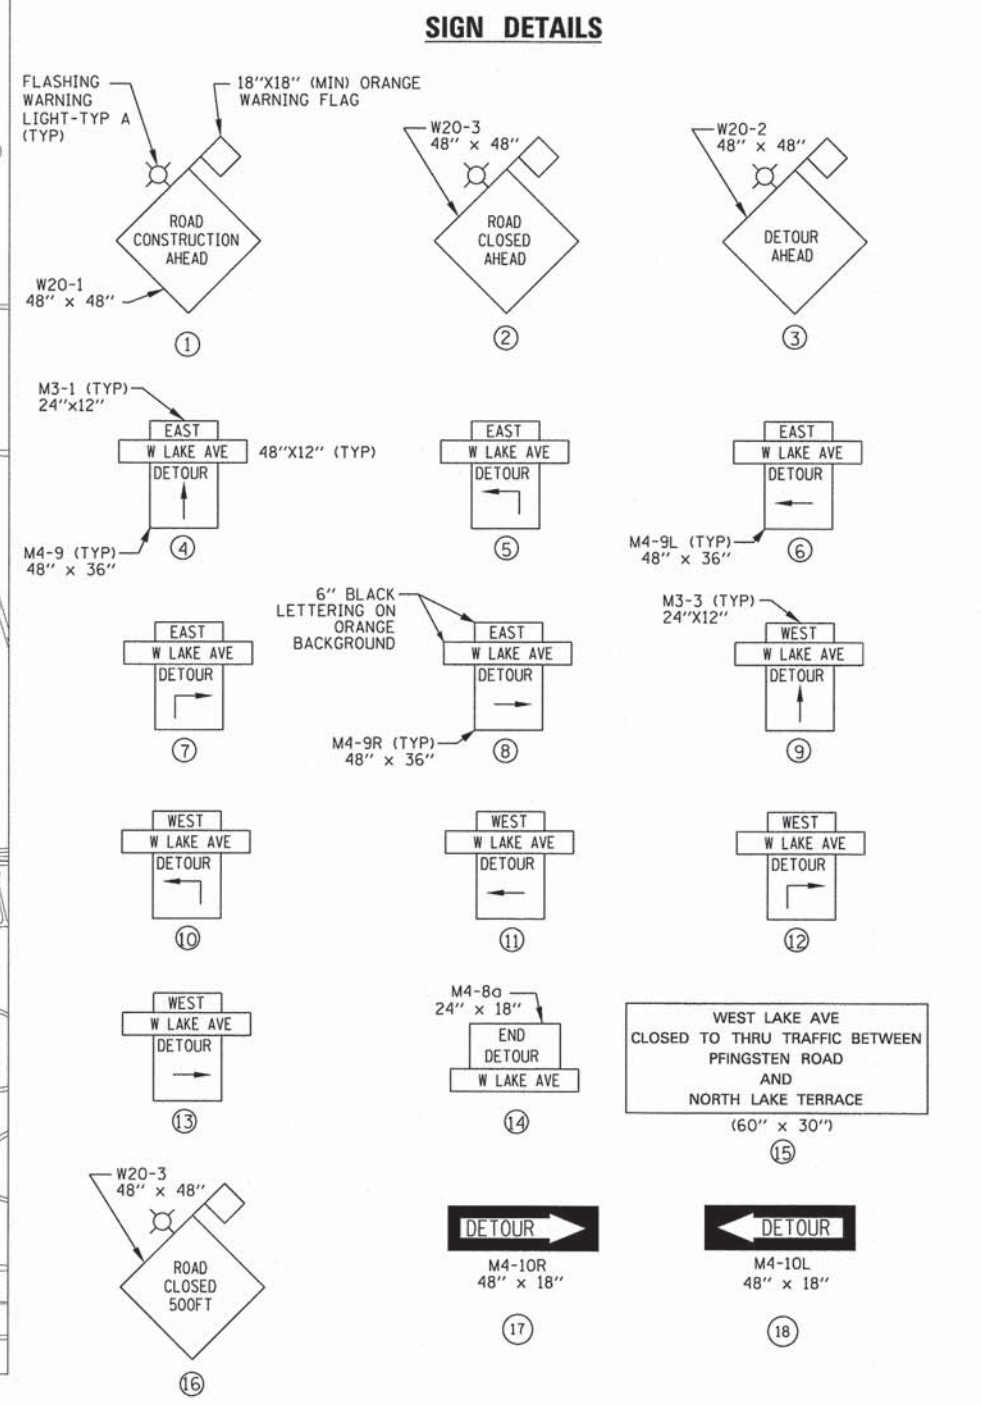 SIGN DETAILS
FLASHING
WARNING
LIGHT-TYP A
(TYP)
18"X18" (MIN) ORANGE
WARNING FLAG
ROAD
CONSTRUCTION
AHEAD
W20-1
48" x 48"
1
W20-3
48" x 48"
ROAD
CLOSED
AHEAD
2
W20-2
48" x 48"
DETOUR
AHEAD
3
M3-1 (TYP)
24"x12"
EAST
W LAKE AVE
48"X12" (TYP)
DETOUR
M4-9 (TYP)
48" x 36"
4
EAST
W LAKE AVE
DETOUR
5
EAST
W LAKE AVE
DETOUR
M4-9L (TYP)
48" x 36"
6
EAST
W LAKE AVE
DETOUR
7
6" BLACK
LETTERING ON
ORANGE
BACKGROUND
EAST
W LAKE AVE
DETOUR
M4-9R (TYP)
48" x 36"
8
M3-3 (TYP)
24"X12"
WEST
W LAKE AVE
DETOUR
9
WEST
W LAKE AVE
DETOUR
10
WEST
W LAKE AVE
DETOUR
11
WEST
W LAKE AVE
DETOUR
12
WEST
W LAKE AVE
DETOUR
13
M4-8a
24" x 18"
END
DETOUR
W LAKE AVE
14
WEST LAKE AVE
CLOSED TO THRU TRAFFIC BETWEEN
PFINGSTEN ROAD
AND
NORTH LAKE TERRACE
(60" x 30")
15
W20-3
48" x 48"
ROAD
CLOSED
500FT
16
DETOUR
M4-10R
48" x 18"
17
DETOUR
M4-10L
48" x 18"
18